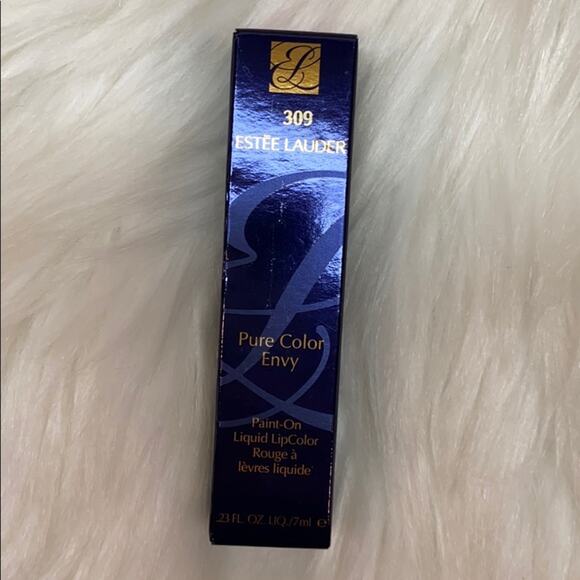 309
ESTĒE LAUDER
Pure Color
Envy
Paint-On
Liquid LipColor
Rouge à
lèvres liquide
.23 FL. OZ. LIQ./7ml e